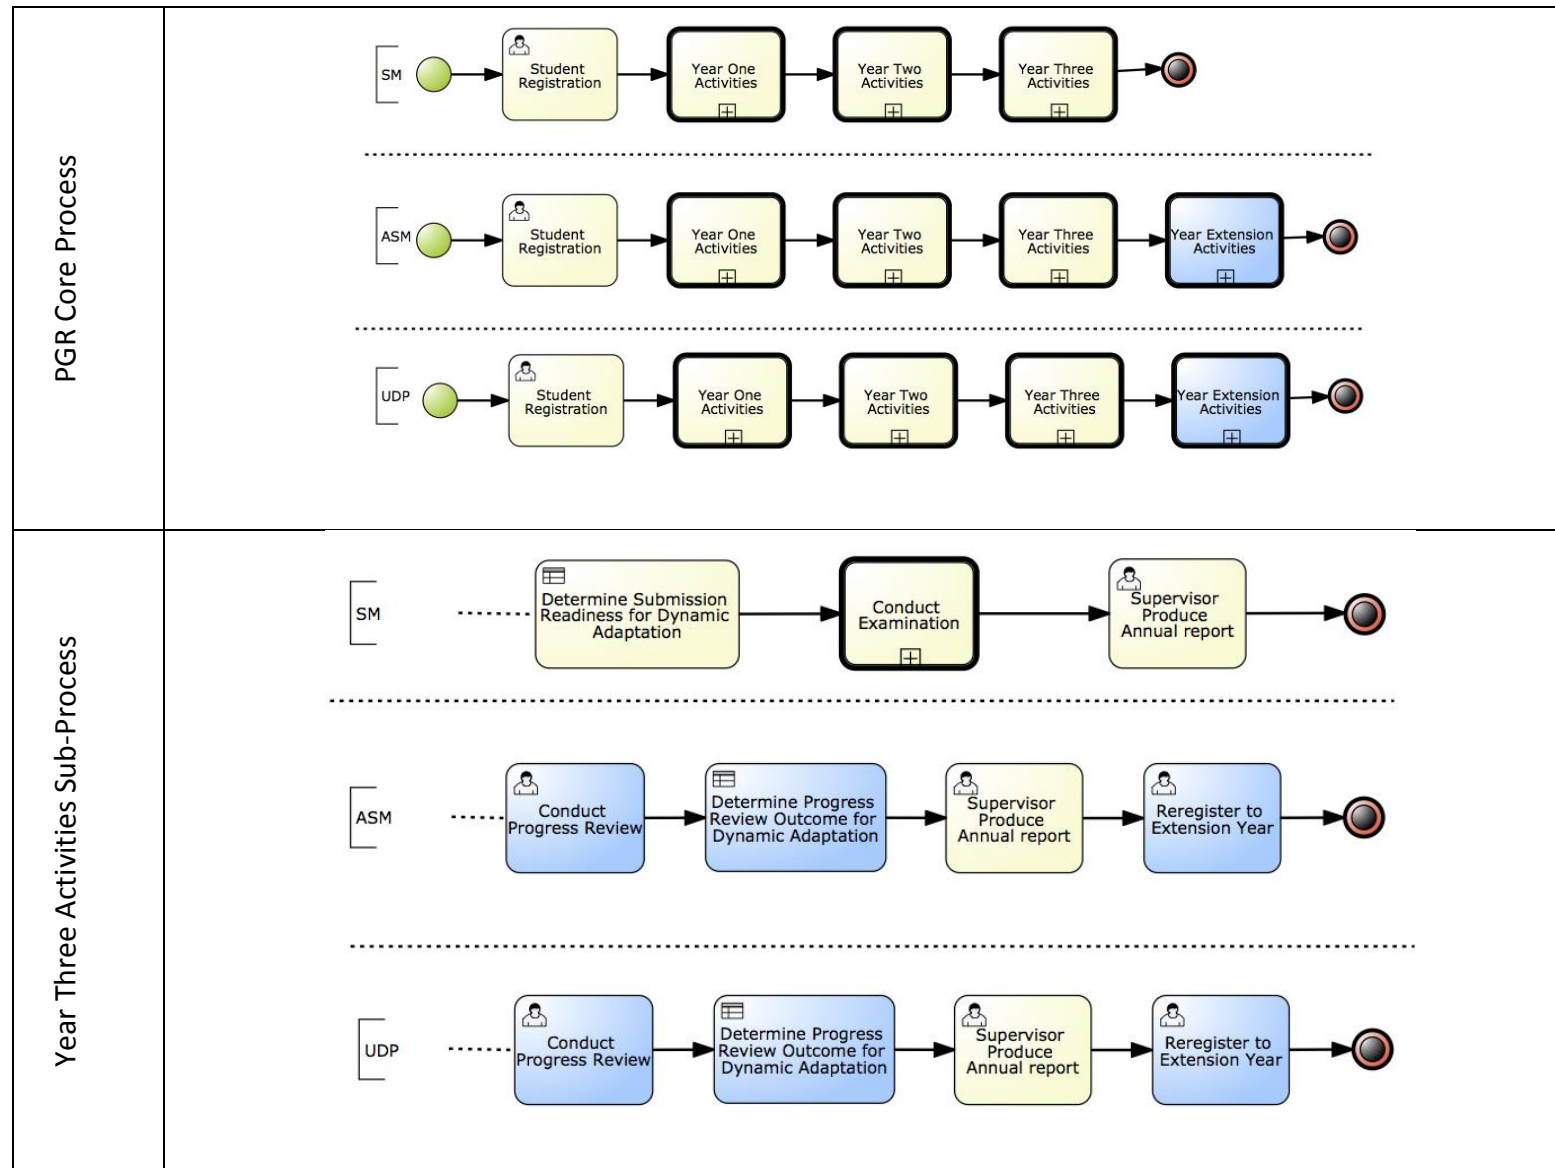 PGR Core Process
SM
Student
Registration
Year One
Activities
Year Two
Activities
Year Three
Activities
ASM
Student
Registration
Year One
Activities
Year Two
Activities
Year Three
Activities
Year Extension
Activities
UDP
Student
Registration
Year One
Activities
Year Two
Activities
Year Three
Activities
Year Extension
Activities
Year Three Activities Sub-Process
SM
Determine Submission
Readiness for Dynamic
Adaptation
Conduct
Examination
Supervisor
Produce
Annual report
ASM
Conduct
Progress Review
Determine Progress
Review Outcome for
Dynamic Adaptation
Supervisor
Produce
Annual report
Reregister to
Extension Year
UDP
Conduct
Progress Review
Determine Progress
Review Outcome for
Dynamic Adaptation
Supervisor
Produce
Annual report
Reregister to
Extension Year